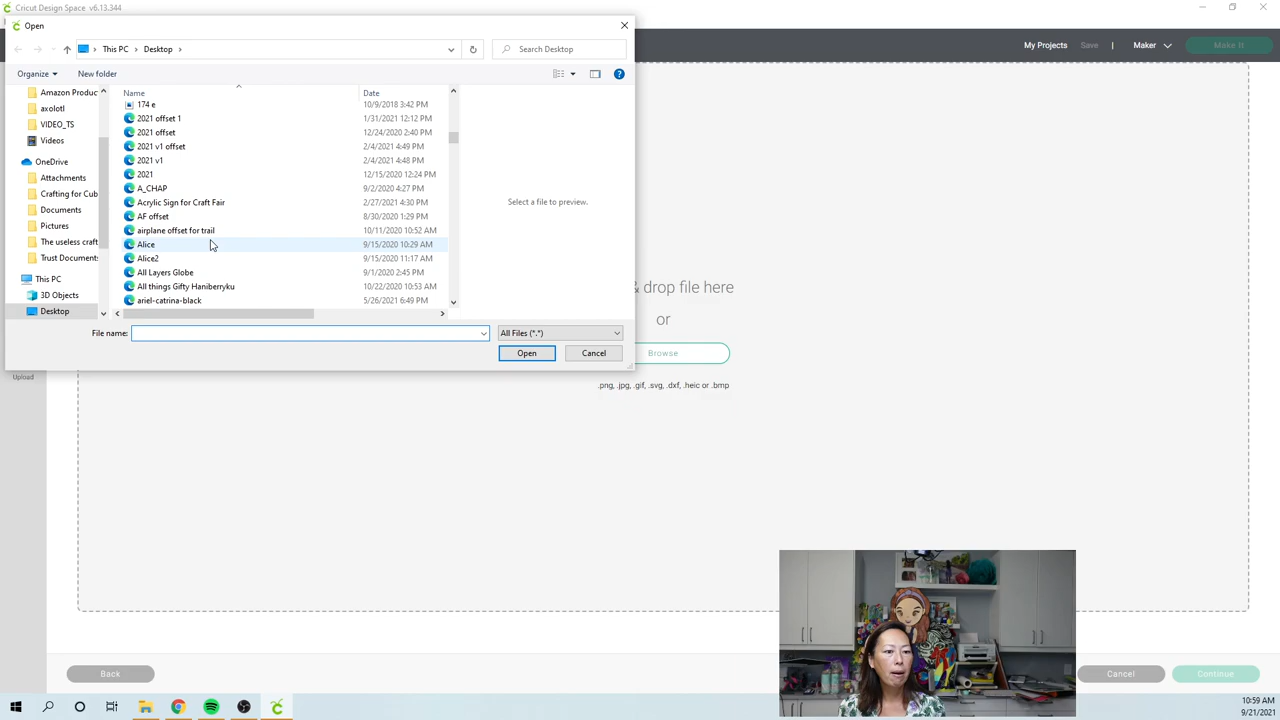 Cricut Design Space v6.13.344
Open
This PC > Desktop >
Search Desktop
My Projects Save | Maker Make It
Organize New folder
Amazon Produc
axolotl
VIDEO_TS
Videos
OneDrive
Attachments
Crafting for Cub
Documents
Pictures
The useless craft
Trust Documents
This PC
3D Objects
Desktop
Name Date
174 e 10/9/2018 3:42 PM
2021 offset 1 1/31/2021 12:12 PM
2021 offset 12/24/2020 2:40 PM
2021 v1 offset 2/4/2021 4:49 PM
2021 v1 2/4/2021 4:48 PM
2021 12/15/2020 12:24 PM
A_CHAP 9/2/2020 4:27 PM
Acrylic Sign for Craft Fair 2/27/2021 4:30 PM
AF offset 8/30/2020 1:29 PM
airplane offset for trail 10/11/2020 10:52 AM
Alice 9/15/2020 10:29 AM
Alice2 9/15/2020 11:17 AM
All Layers Globe 9/1/2020 2:45 PM
All things Gifty Haniberryku 10/22/2020 10:53 AM
ariel-catrina-black 5/26/2021 6:49 PM
Select a file to preview.
File name: All Files (*.*)
Open Cancel
& drop file here
or
Browse
.png, .jpg, .gif, .svg, .dxf, .heic or .bmp
Upload
Back Cancel Continue
10:59 AM
9/21/2021